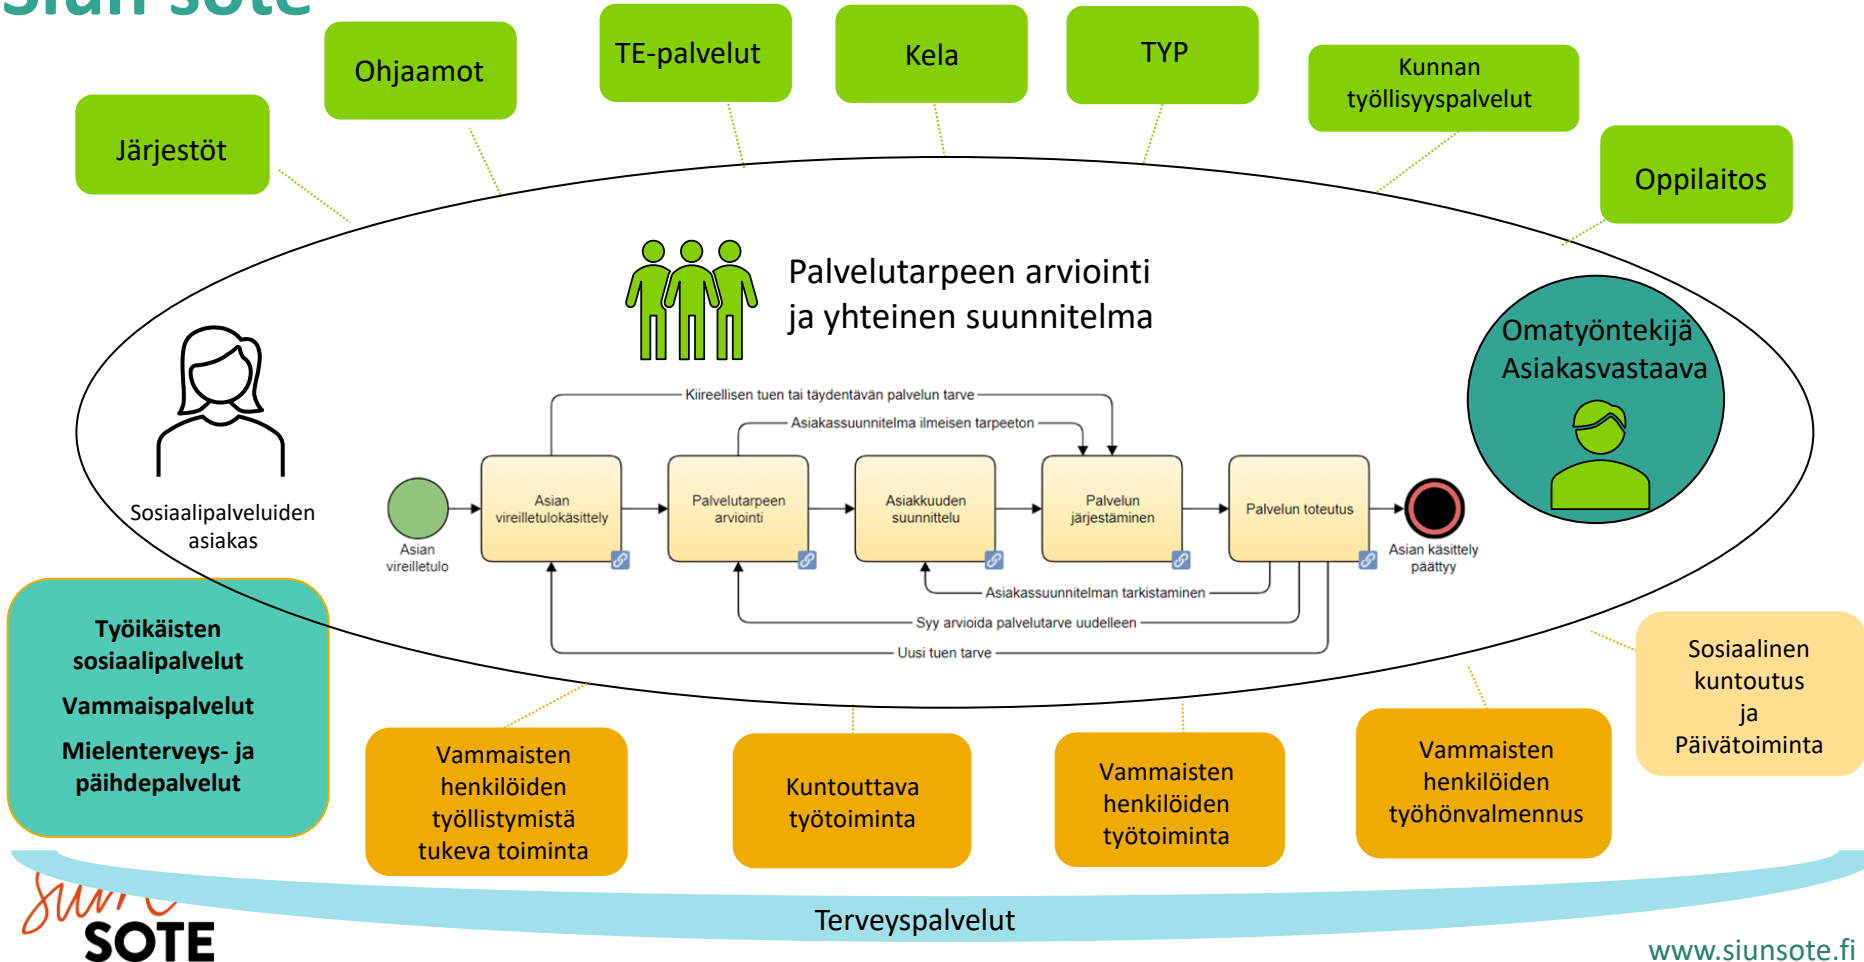 Siun sote
Järjestöt
Ohjaamot
TE-palvelut
Kela
TYP
Kunnan
työllisyyspalvelut
Oppilaitos
Palvelutarpeen arviointi
ja yhteinen suunnitelma
Omatyöntekijä
Asiakasvastaava
Sosiaalipalveluiden
asiakas
Kiireellisen tuen tai täydentävän palvelun tarve
Asiakassuunnitelma ilmeisen tarpeeton
Asian
vireilletulo
Asian
vireilletulokäsittely
Palvelutarpeen
arviointi
Asiakkuuden
suunnittelu
Palvelun
järjestäminen
Palvelun toteutus
Asian käsittely
päättyy
Asiakassuunnitelman tarkistaminen
Syy arvioida palvelutarve uudelleen
Uusi tuen tarve
Työikäisten
sosiaalipalvelut
Vammaispalvelut
Mielenterveys- ja
päihdepalvelut
Vammaisten
henkilöiden
työllistymistä
tukeva toiminta
Kuntouttava
työtoiminta
Vammaisten
henkilöiden
työtoiminta
Vammaisten
henkilöiden
työhönvalmennus
Sosiaalinen
kuntoutus
ja
Päivätoiminta
Terveyspalvelut
siun
SOTE
www.siunsote.fi